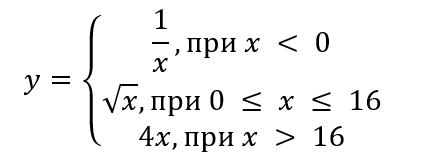 y = { 1/x, при x < 0
√x, при 0 ≤ x ≤ 16
4x, при x > 16